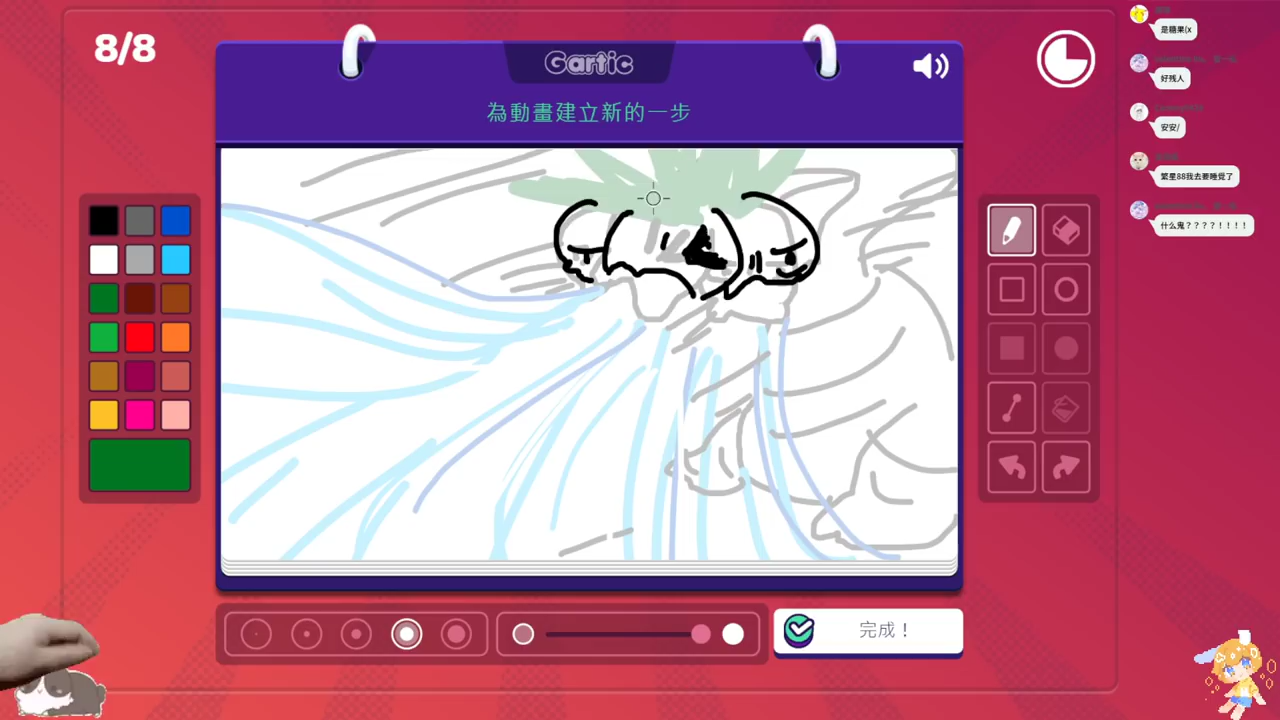 8/8
Gartic
為動畫建立新的一步
是糖果(x
好残人
安安/
繁星88我去要睡覺了
什么鬼????!!!!
完成!